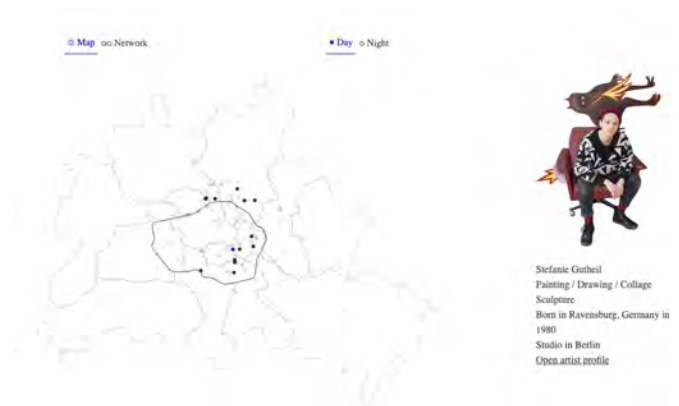 Map Network
Day Night
Stefanie Gutheil
Painting / Drawing / Collage
Sculpture
Born in Ravensburg, Germany in
1980
Studio in Berlin
Open artist profile